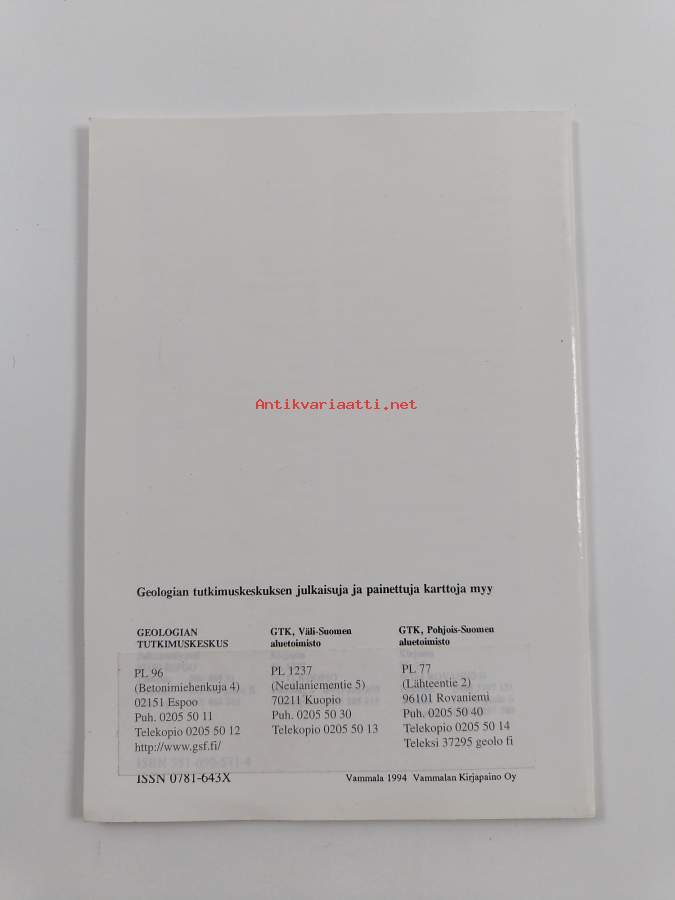 Antikvariaatti.net
Geologian tutkimuskeskuksen julkaisuja ja painettuja karttoja myy
GEOLOGIAN
TUTKIMUSKESKUS
PL 96
(Betonimiehenkuja 4)
02151 Espoo
Puh. 0205 50 11
Telekopio 0205 50 12
http://www.gsf.fi/
GTK, Väli-Suomen
aluetoimisto
PL 1237
(Neulaniementie 5)
70211 Kuopio
Puh. 0205 50 30
Telekopio 0205 50 13
GTK, Pohjois-Suomen
aluetoimisto
PL 77
(Lähteentie 2)
96101 Rovaniemi
Puh. 0205 50 40
Telekopio 0205 50 14
Teleksi 37295 geolo fi
ISSN 0781-643X
Vammala 1994 Vammalan Kirjapaino Oy